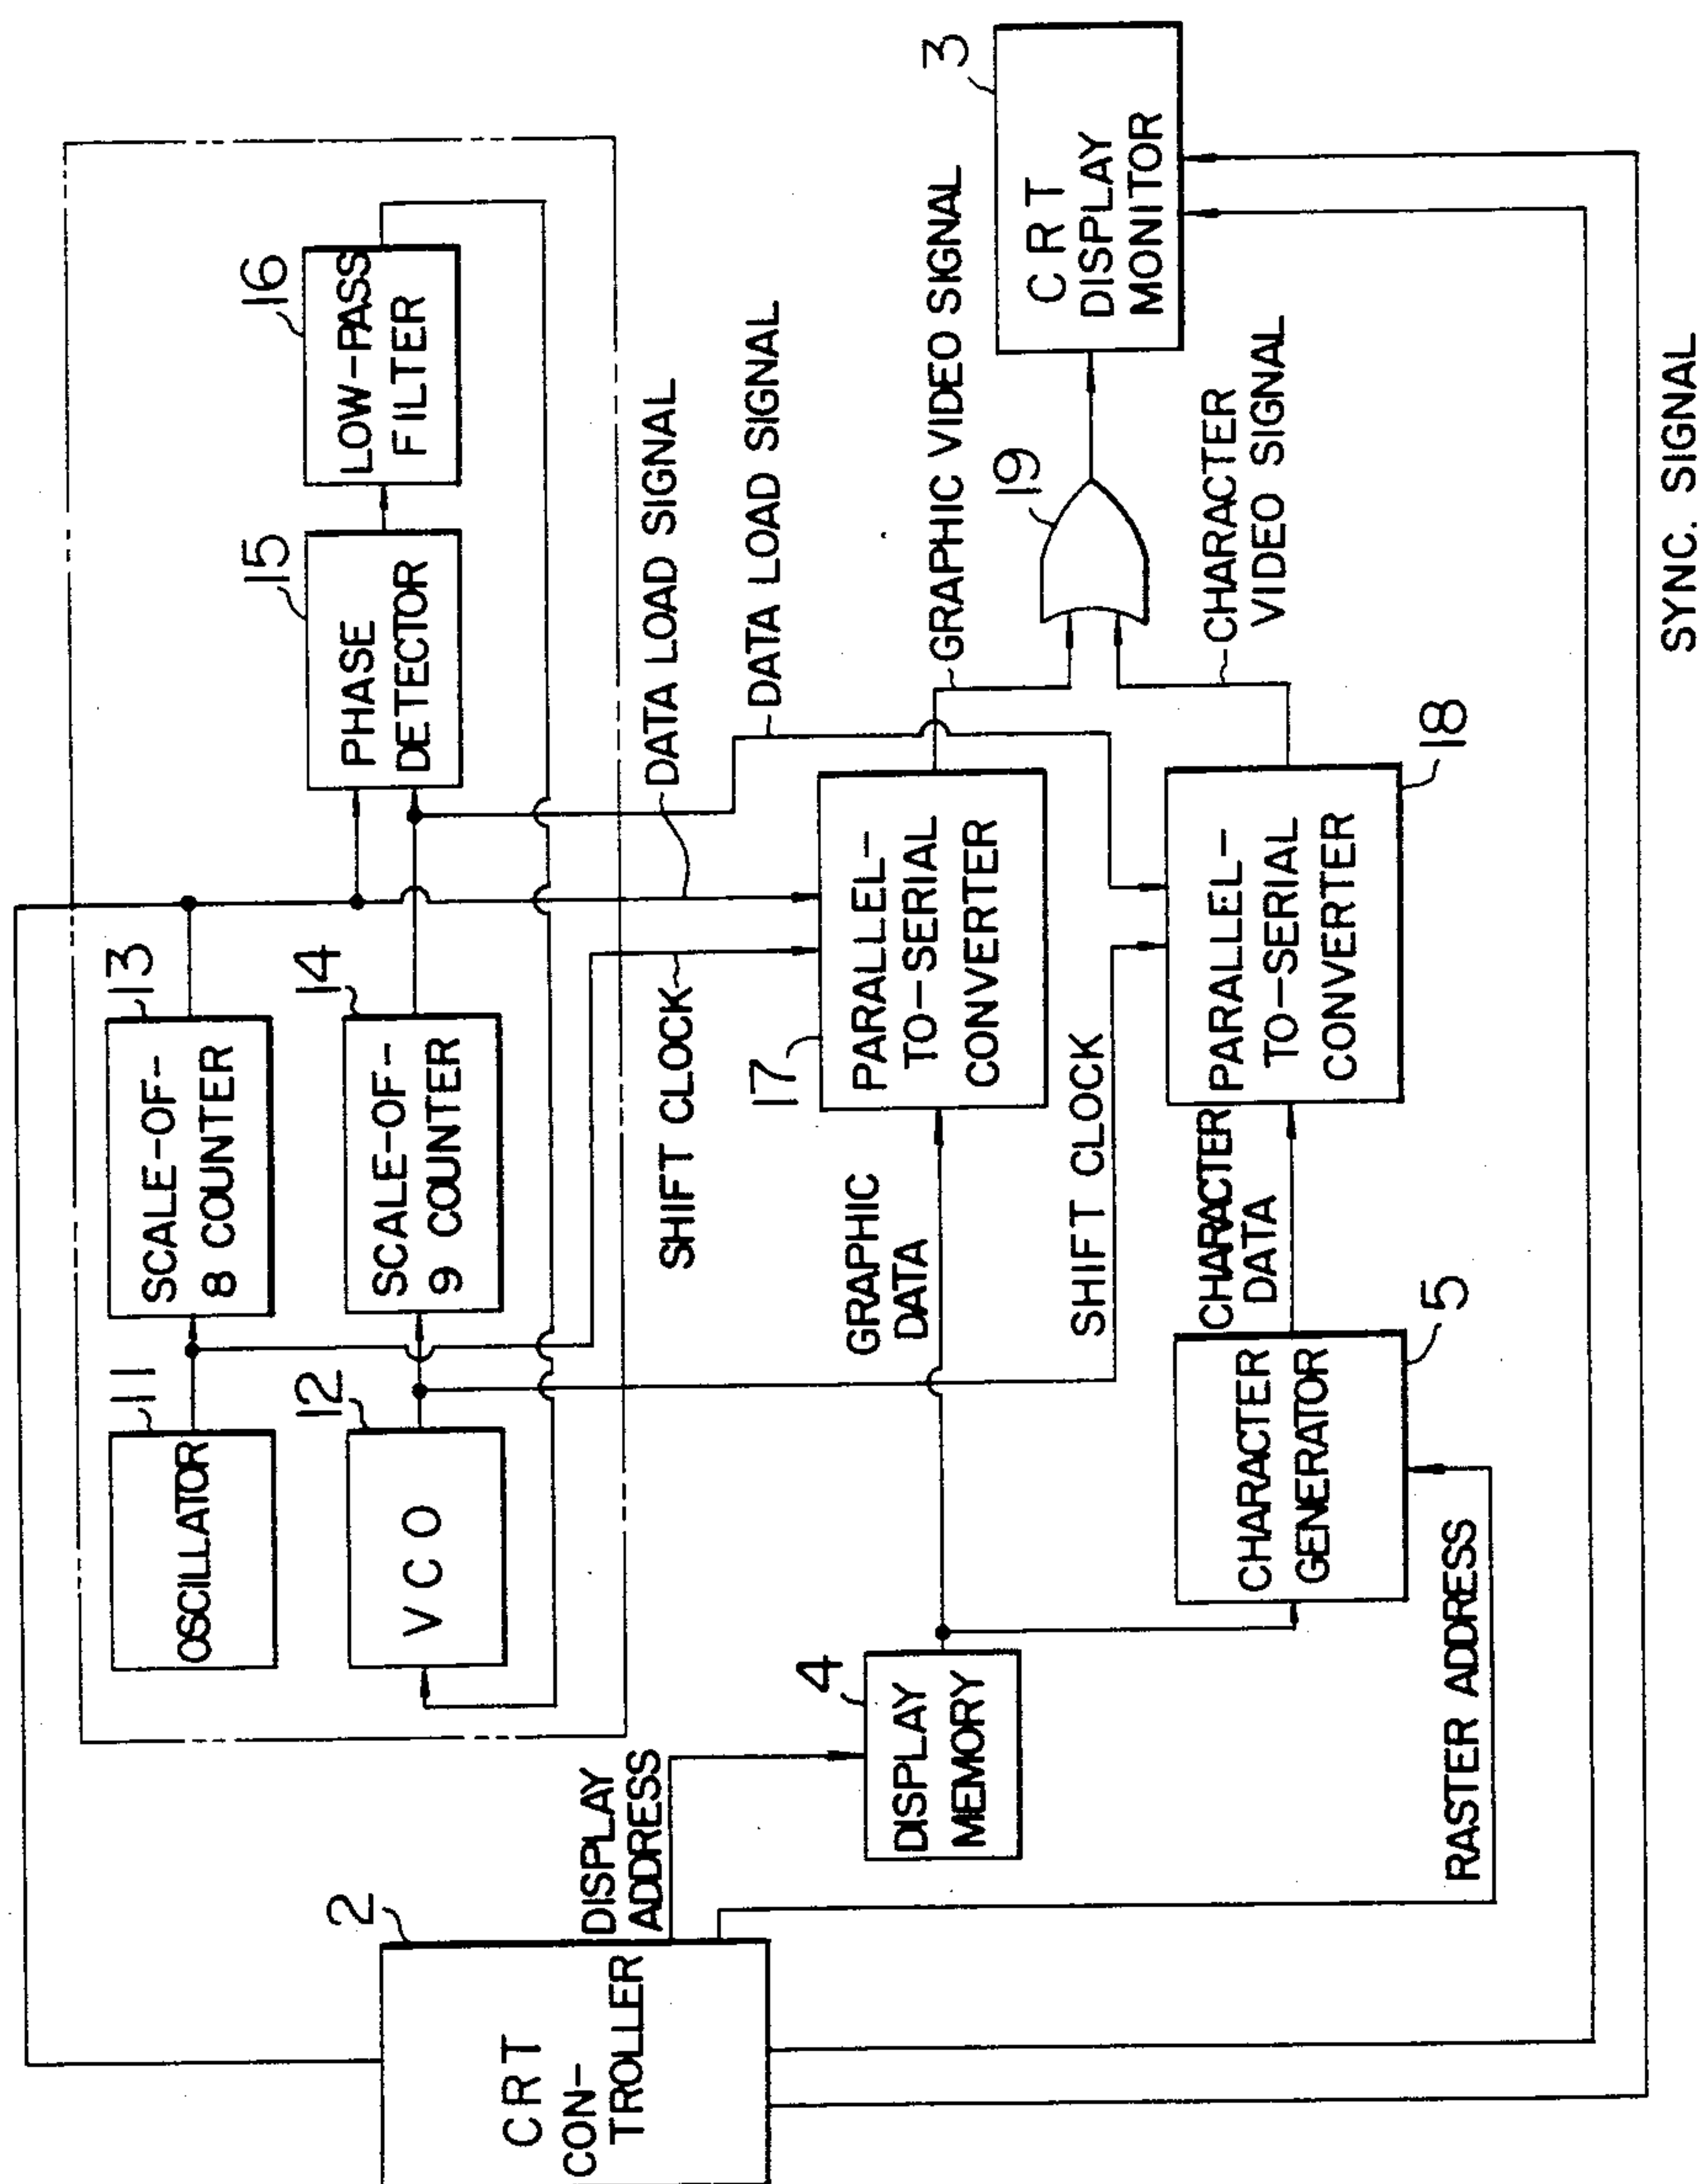 11
OSCILLATOR
13
SCALE-OF-
8 COUNTER
12
VCO
14
SCALE-OF-
9 COUNTER
15
PHASE
DETECTOR
16
LOW-PASS
FILTER
2
CRT
CON-
TROLLER
DISPLAY
ADDRESS
SHIFT CLOCK
DATA LOAD SIGNAL
DATA LOAD SIGNAL
4
DISPLAY
MEMORY
GRAPHIC
DATA
17
PARALLEL-
TO-SERIAL
CONVERTER
GRAPHIC VIDEO SIGNAL
3
CRT
DISPLAY
MONITOR
19
SHIFT CLOCK
CHARACTER
VIDEO SIGNAL
CHARACTER
GENERATOR
5
CHARACTER
DATA
PARALLEL-
TO-SERIAL
CONVERTER
18
RASTER ADDRESS
SYNC. SIGNAL